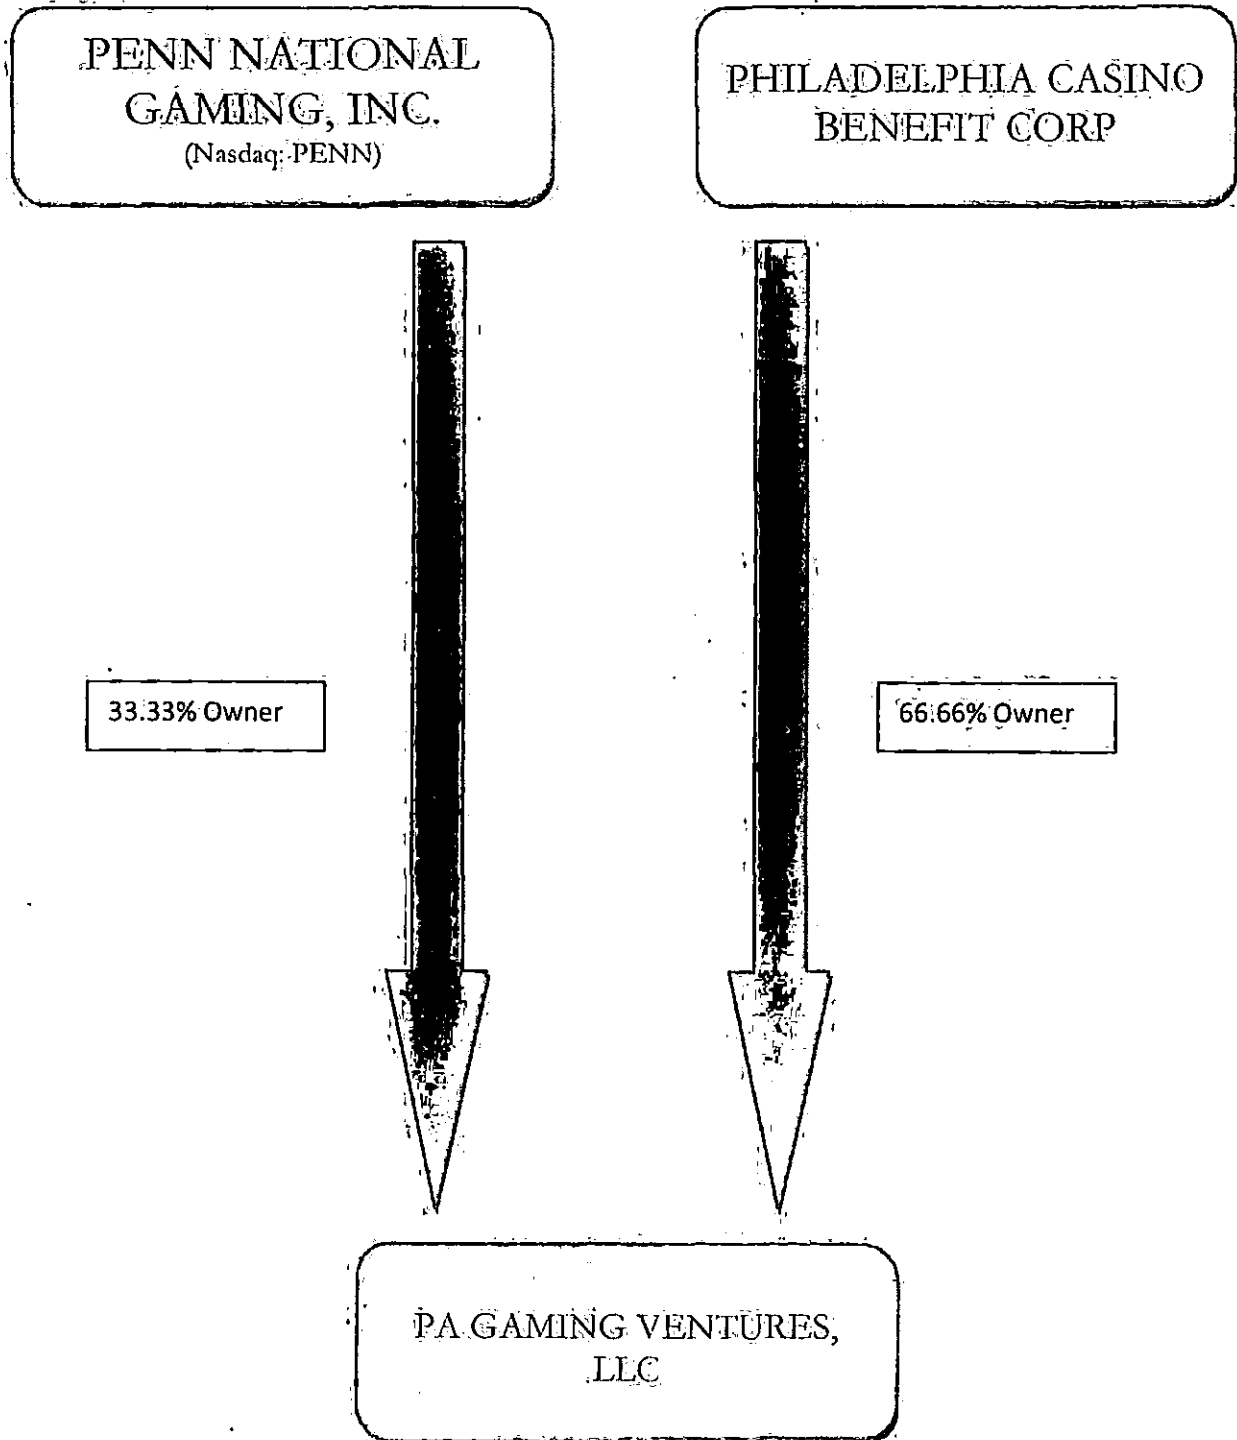 PENN NATIONAL
GAMING, INC.
(Nasdaq: PENN)
PHILADELPHIA CASINO
BENEFIT CORP
33.33% Owner
66.66% Owner
PA GAMING VENTURES,
LLC